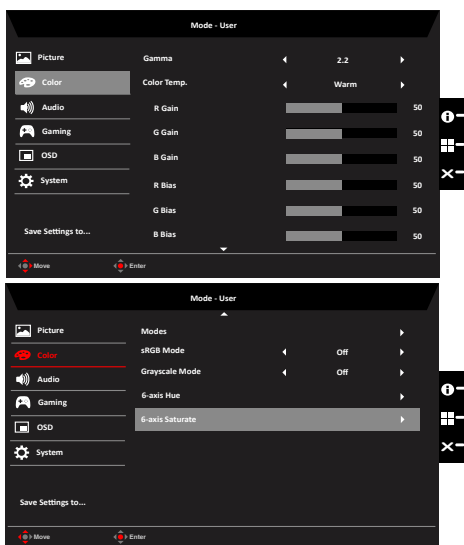 Mode - User
Picture
Gamma 2.2
Color
Color Temp. Warm
Audio
R Gain 50
Gaming
G Gain 50
OSD
B Gain 50
System
R Bias 50
G Bias 50
Save Settings to...
B Bias 50
Move Enter
Mode - User
Picture
Modes
Color
sRGB Mode Off
Audio
Grayscale Mode Off
Gaming
6-axis Hue
OSD
6-axis Saturate
System
Save Settings to...
Move Enter